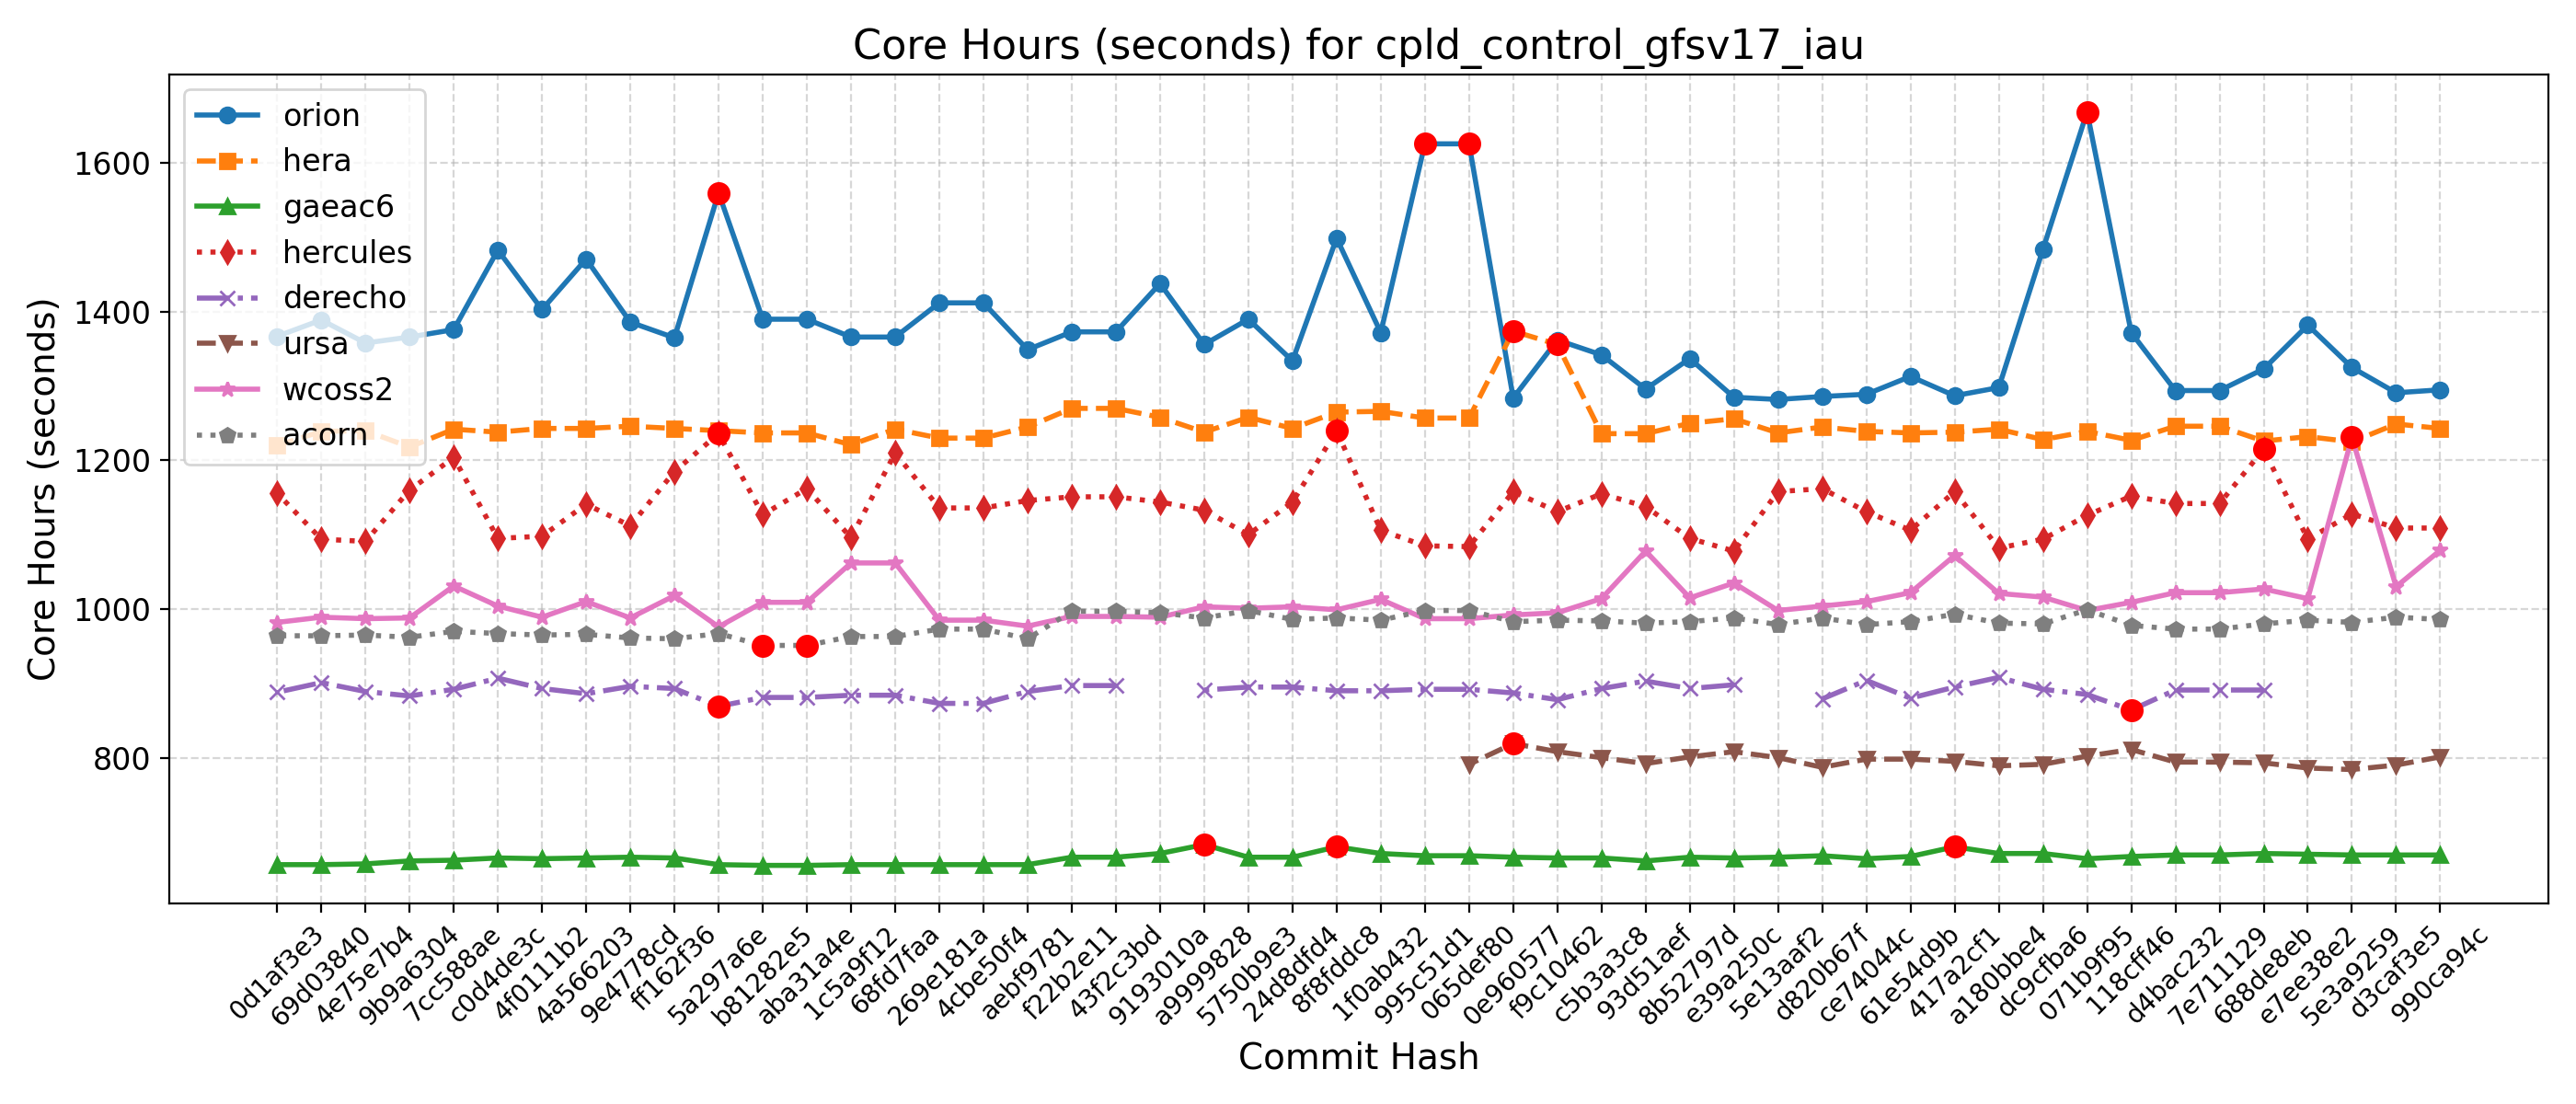 Core Hours (seconds) for cpld_control_gfsv17_iau
orion
hera
gaeac6
hercules
derecho
ursa
wcoss2
acorn
Core Hours (seconds)
1600
1400
1200
1000
800
0d1af3e3
69d03840
4e75e7b4
9b9a6304
7cc588ae
c0d4de3c
4f0111b2
4a566203
9e4778cd
ff162f36
5a297a6e
b81282e5
aba31a4e
1c5a9f12
68fd7faa
269e181a
4cbe50f4
aebf9781
f22b2e11
43f2c3bd
9193010a
a9999828
5750b9e3
24d8dfd4
8f8fddc8
1f0ab432
995c51d1
065def80
0e960577
f9c10462
c5b3a3c8
93d51aef
8b52797d
e39a250c
5e13aaf2
d820b67f
ce74044c
61e54d9b
417a2cf1
a180bbe4
dc9cfba6
071b9f95
118cff46
d4bac232
7e711129
688de8eb
e7ee38e2
5e3a9259
d3caf3e5
990ca94c
Commit Hash